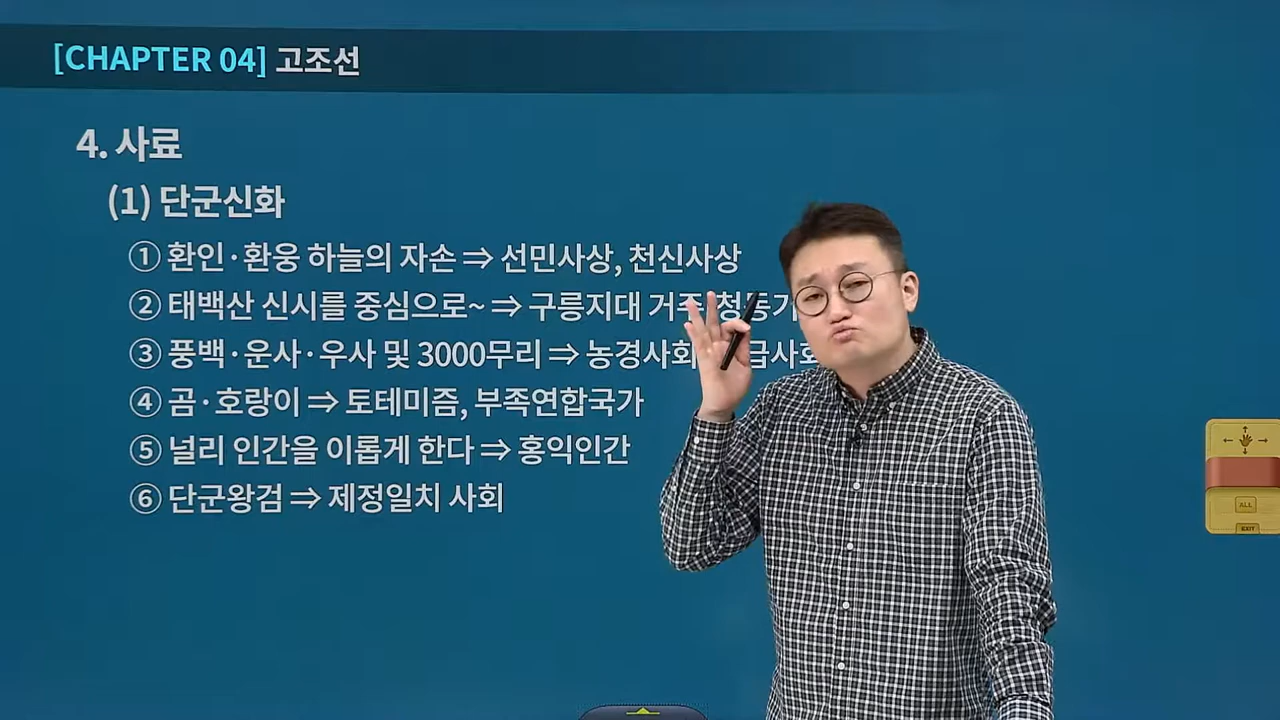 [CHAPTER 04] 고조선
4. 사료
(1) 단군신화
① 환인·환웅 하늘의 자손 ⇒ 선민사상, 천신사상
② 태백산 신시를 중심으로~ ⇒ 구릉지대 거주
③ 풍백·운사·우사 및 3000무리 ⇒ 농경사회
④ 곰·호랑이 ⇒ 토테미즘, 부족연합국가
⑤ 널리 인간을 이롭게 한다 ⇒ 홍익인간
⑥ 단군왕검 ⇒ 제정일치 사회
ALL
EXIT